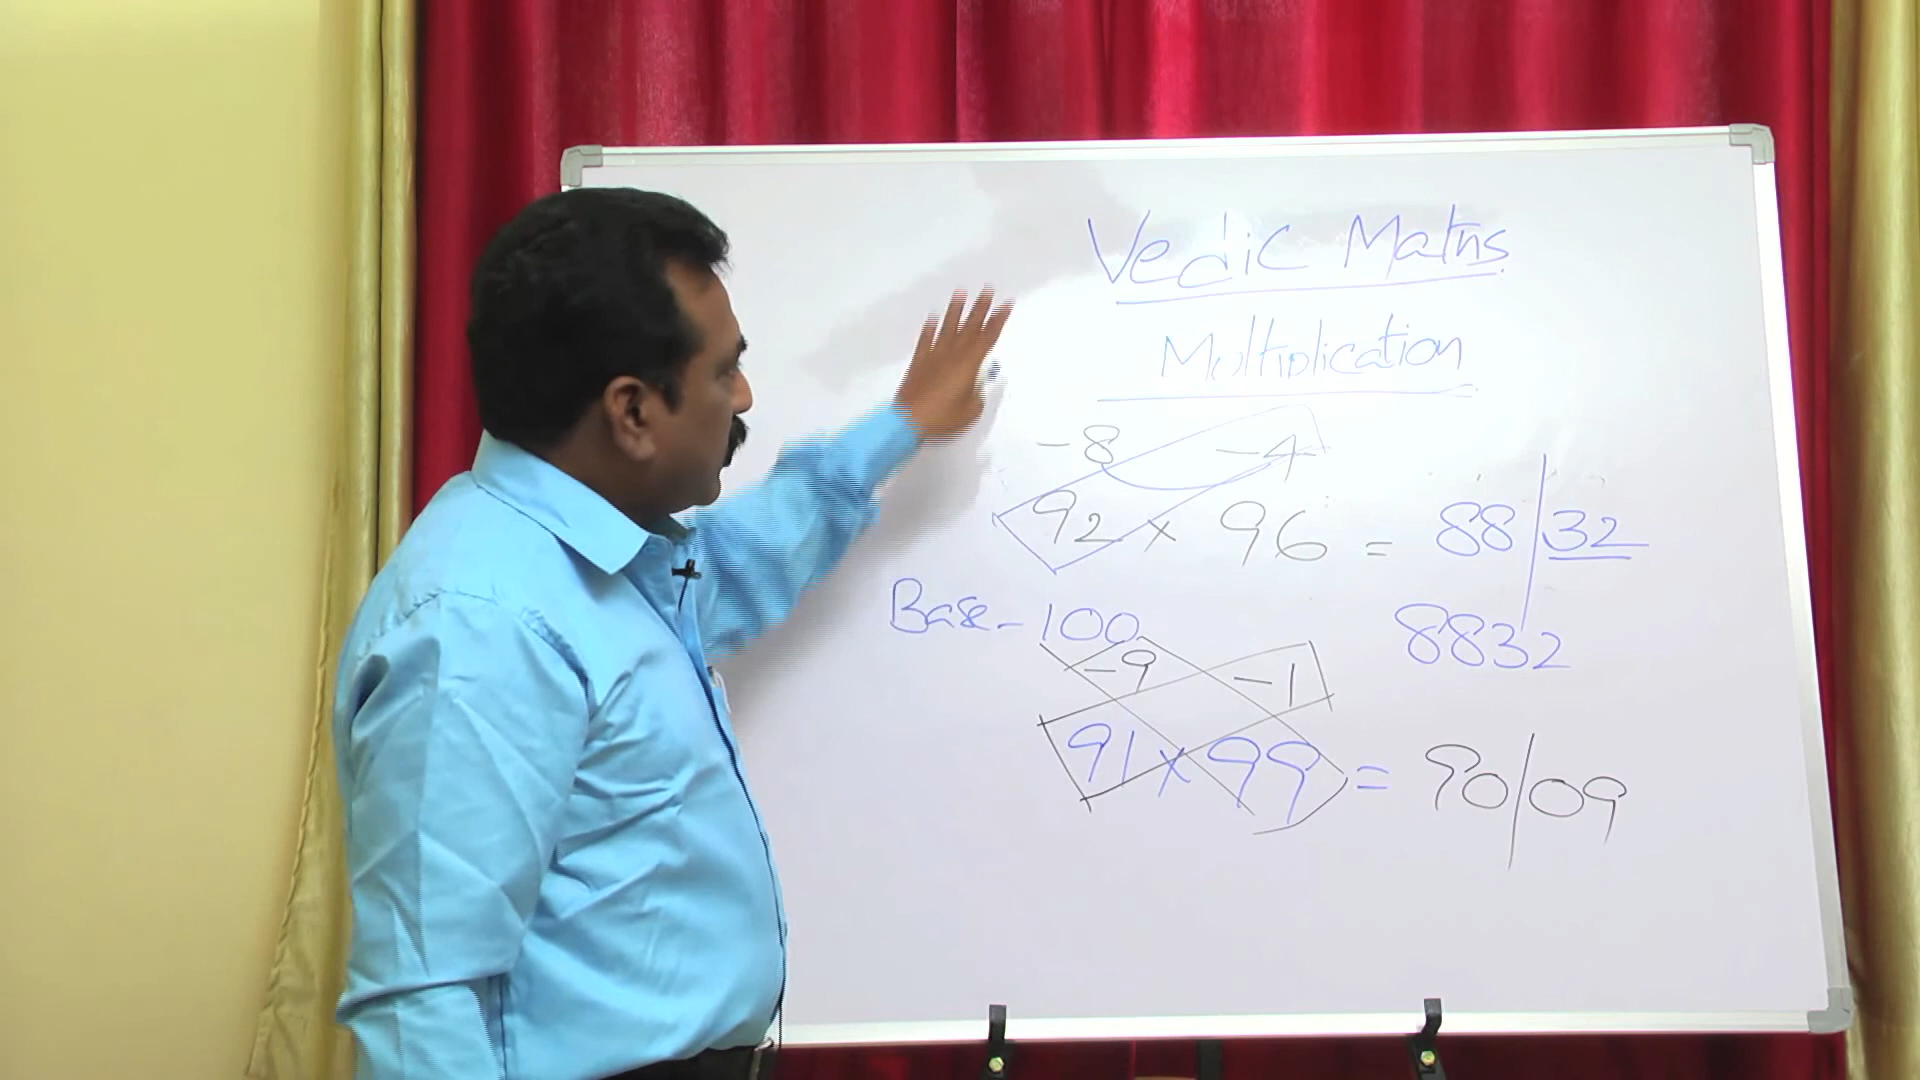 Vedic Maths
Multiplication
-8 -4
92 × 96 = 88/32
Base - 100 8832
-9 -1
91 × 99 = 90/09